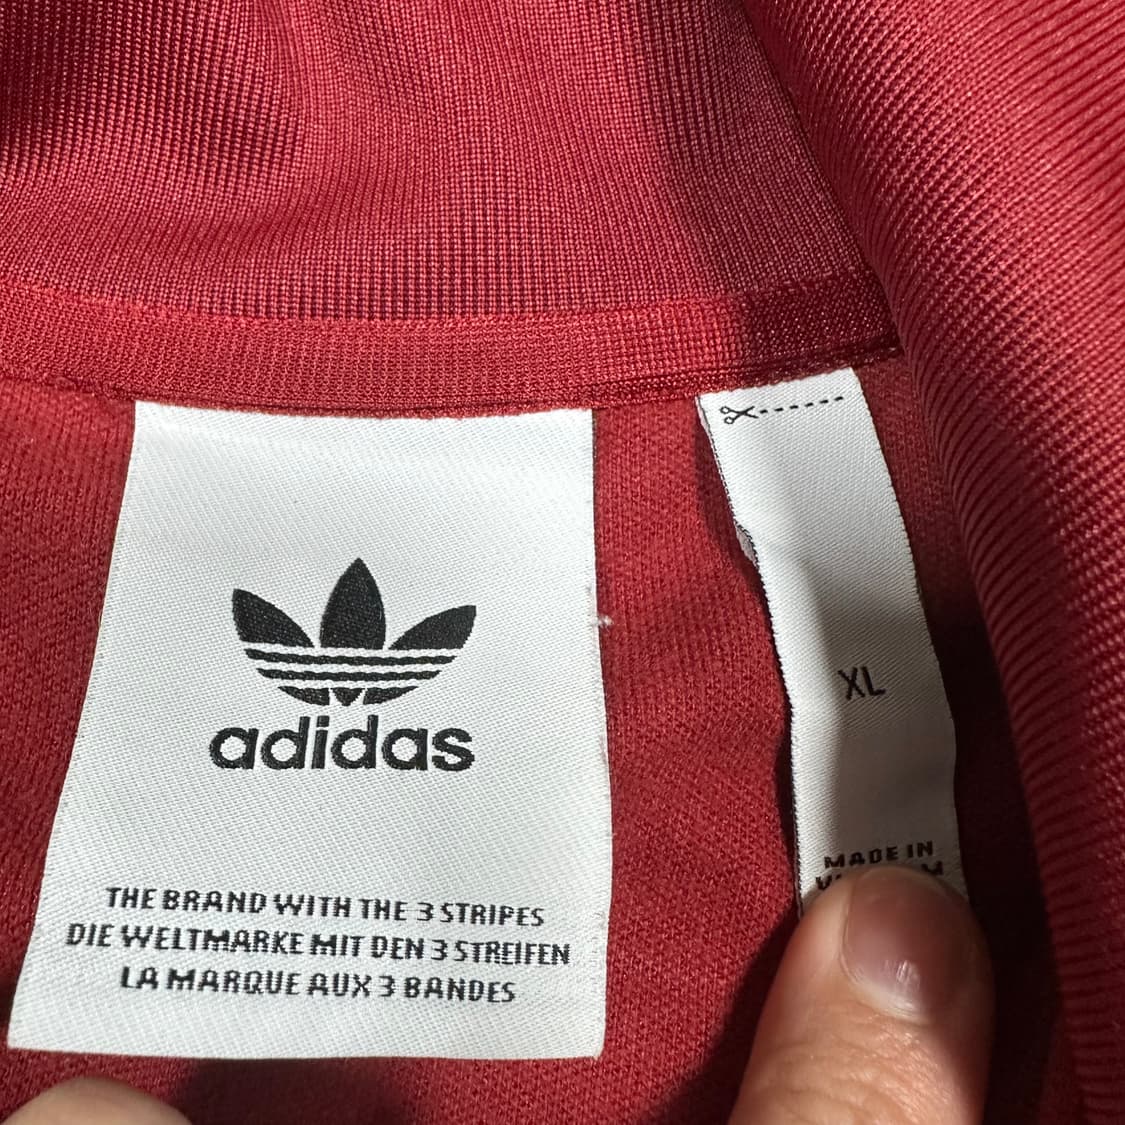 adidas
THE BRAND WITH THE 3 STRIPES
DIE WELTMARKE MIT DEN 3 STREIFEN
LA MARQUE AUX 3 BANDES
XL
MADE IN